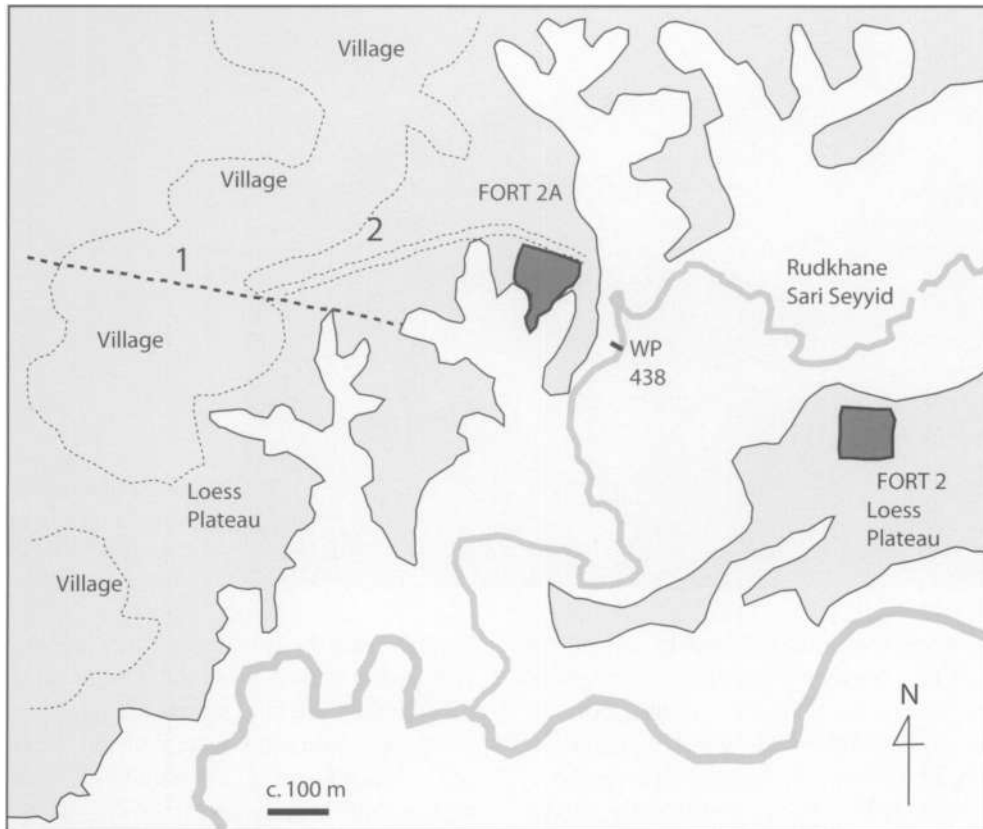 Village
Village
FORT 2A
2
1
Rudkhane
Sari Seyyid
Village
WP
438
FORT 2
Loess
Plateau
Loess
Plateau
Village
N
c. 100 m